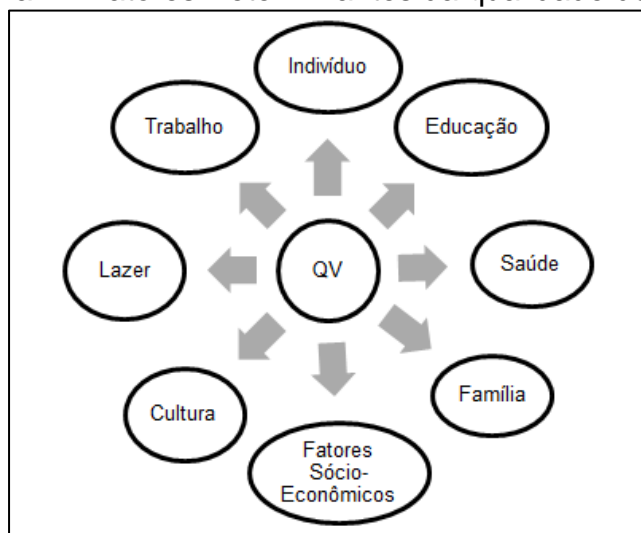 Indivíduo
Trabalho
Educação
Lazer
QV
Saúde
Cultura
Família
Fatores
Sócio-
Econômicos